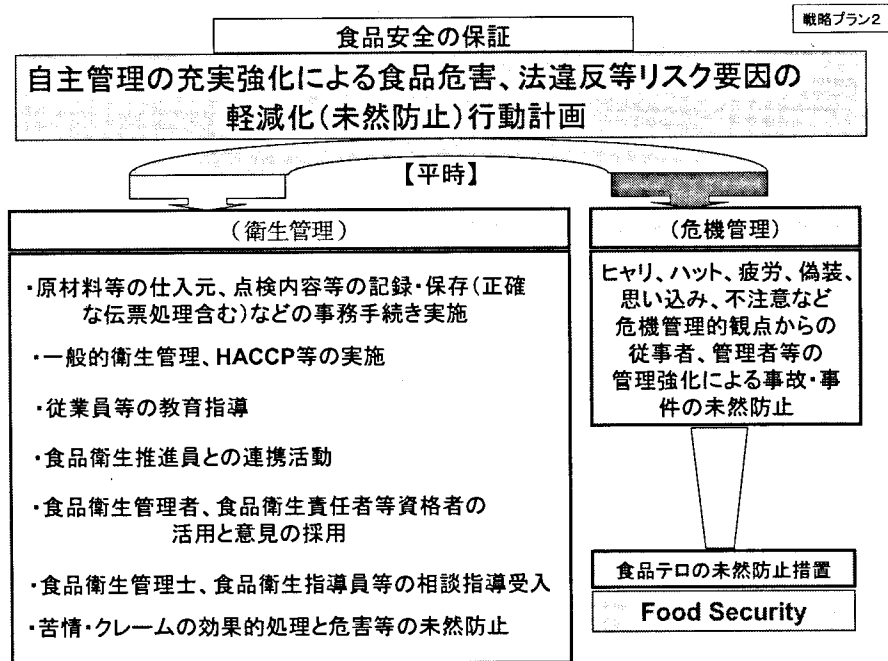 戦略プラン2
食品安全の保証
自主管理の充実強化による食品危害、法違反等リスク要因の
軽減化(未然防止)行動計画
【平時】
(衛生管理)
・原材料等の仕入元、点検内容等の記録・保存(正確
な伝票処理含む)などの事務手続き実施
・一般的衛生管理、HACCP等の実施
・従業員等の教育指導
・食品衛生推進員との連携活動
・食品衛生管理者、食品衛生責任者等資格者の
活用と意見の採用
・食品衛生管理士、食品衛生指導員等の相談指導受入
・苦情・クレームの効果的処理と危害等の未然防止
(危機管理)
ヒヤリ、ハット、疲労、偽装、
思い込み、不注意など
危機管理的観点からの
従事者、管理者等の
管理強化による事故・事
件の未然防止
食品テロの未然防止措置
Food Security